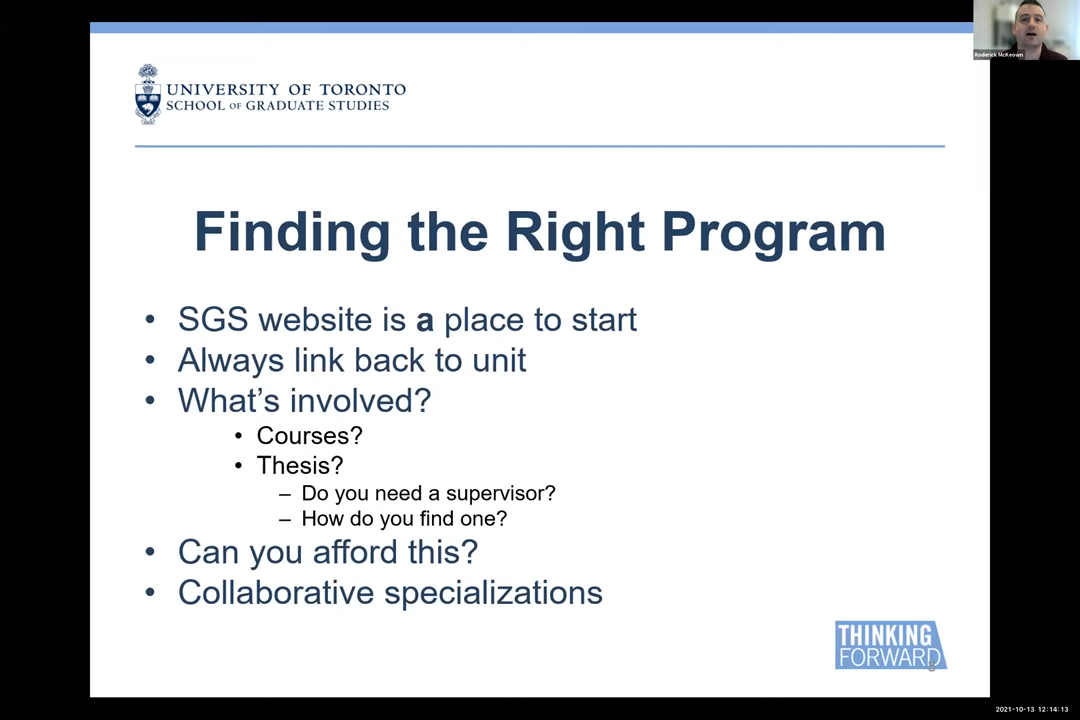 Roderick McKeown
UNIVERSITY OF TORONTO
SCHOOL OF GRADUATE STUDIES
Finding the Right Program
• SGS website is a place to start
• Always link back to unit
• What’s involved?
• Courses?
• Thesis?
– Do you need a supervisor?
– How do you find one?
• Can you afford this?
• Collaborative specializations
THINKING
FORWARD
2021-10-13 12:14:13